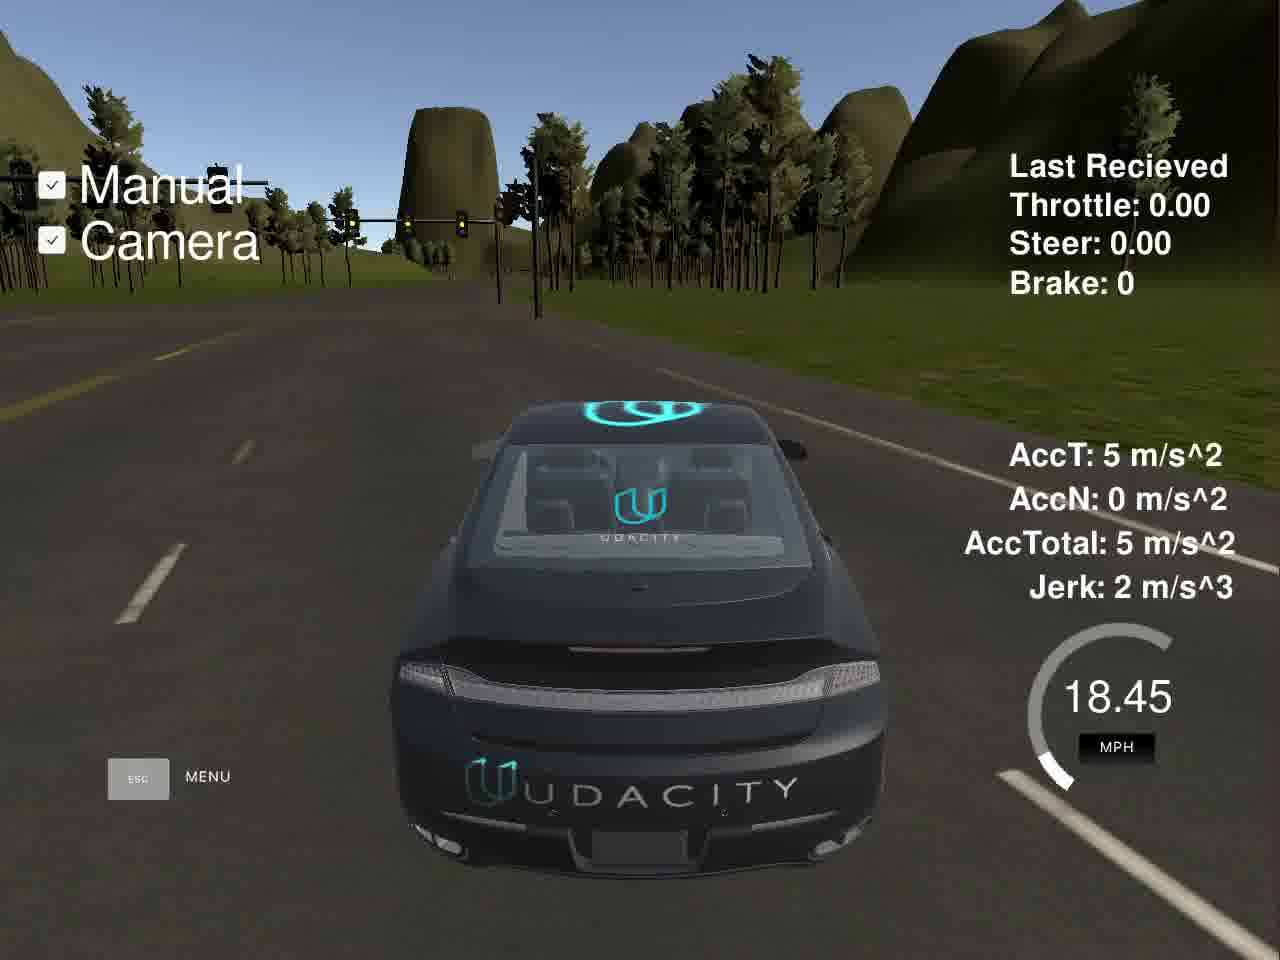 Manual
Camera
Last Recieved
Throttle: 0.00
Steer: 0.00
Brake: 0
AccT: 5 m/s^2
AccN: 0 m/s^2
AccTotal: 5 m/s^2
Jerk: 2 m/s^3
UDACITY
18.45
MPH
ESC MENU
UDACITY